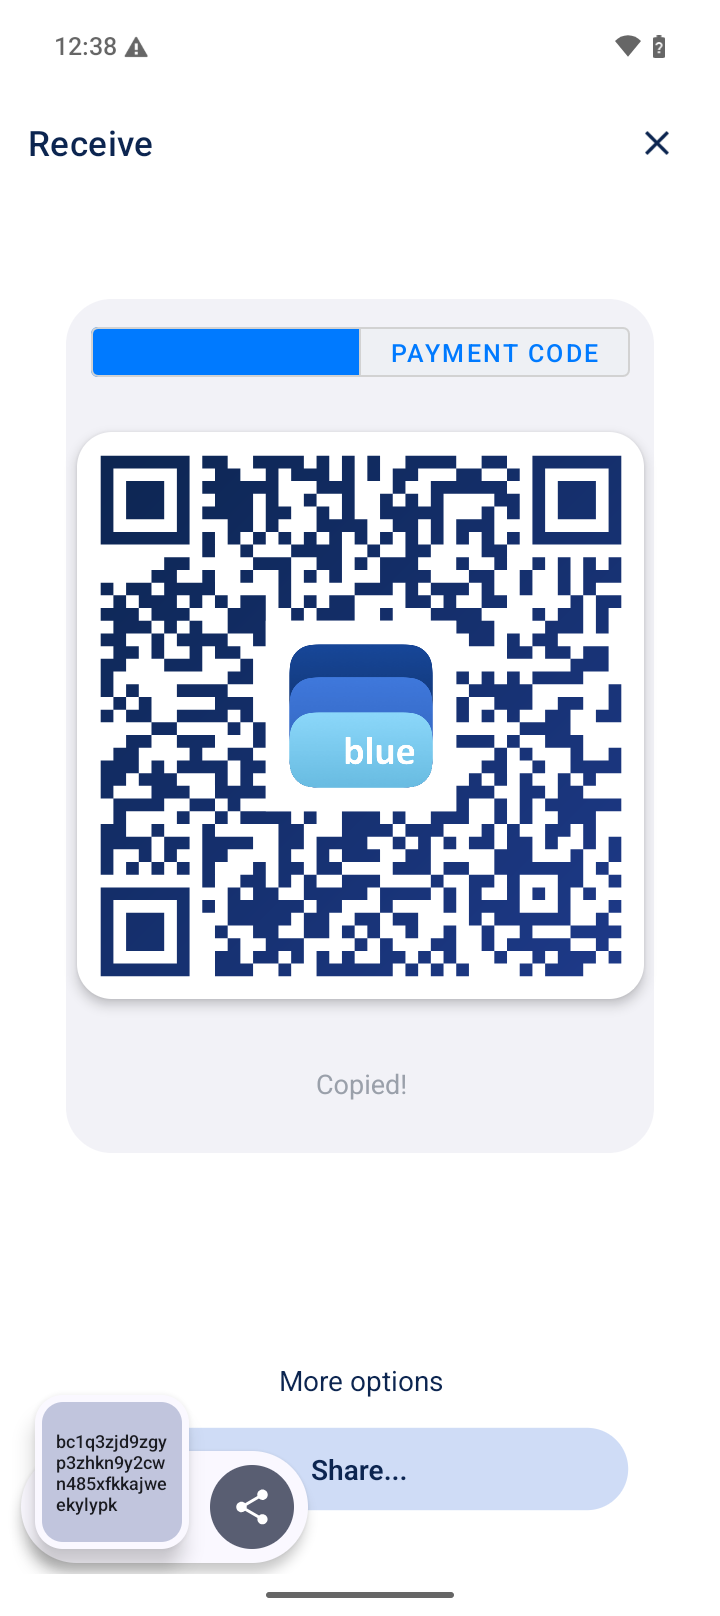 12:38
Receive
PAYMENT CODE
blue
Copied!
More options
Share...
bc1q3zjd9zgy
p3zhkn9y2cw
n485xfkkajwe
ekylypk